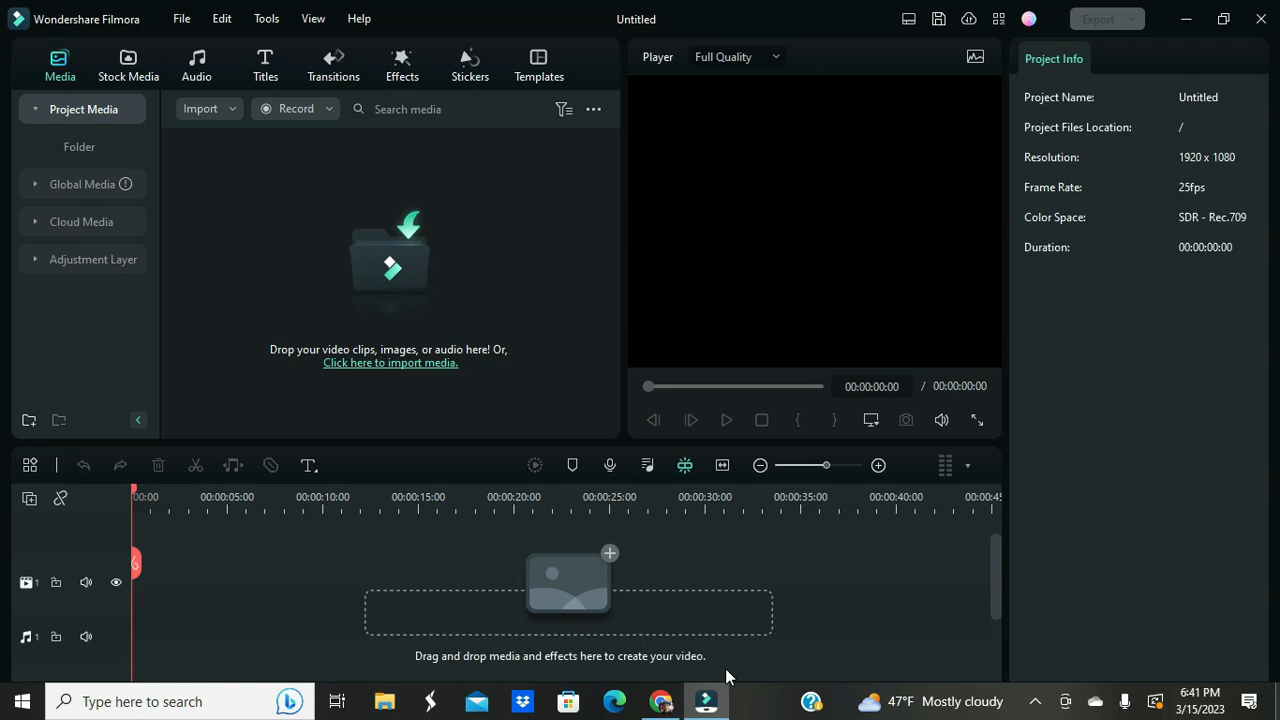 Wondershare Filmora File Edit Tools View Help Untitled Export
Media Stock Media Audio Titles Transitions Effects Stickers Templates
Project Media
Folder
Global Media
Cloud Media
Adjustment Layer
Import Record Search media
Drop your video clips, images, or audio here! Or,
Click here to import media.
Player Full Quality
00:00:00:00 / 00:00:00:00
Project Info
Project Name: Untitled
Project Files Location: /
Resolution: 1920 x 1080
Frame Rate: 25fps
Color Space: SDR - Rec.709
Duration: 00:00:00:00
00:00 00:00:05:00 00:00:10:00 00:00:15:00 00:00:20:00 00:00:25:00 00:00:30:00 00:00:35:00 00:00:40:00 00:00:45
1
1
Drag and drop media and effects here to create your video.
Type here to search
47°F Mostly cloudy
6:41 PM
3/15/2023